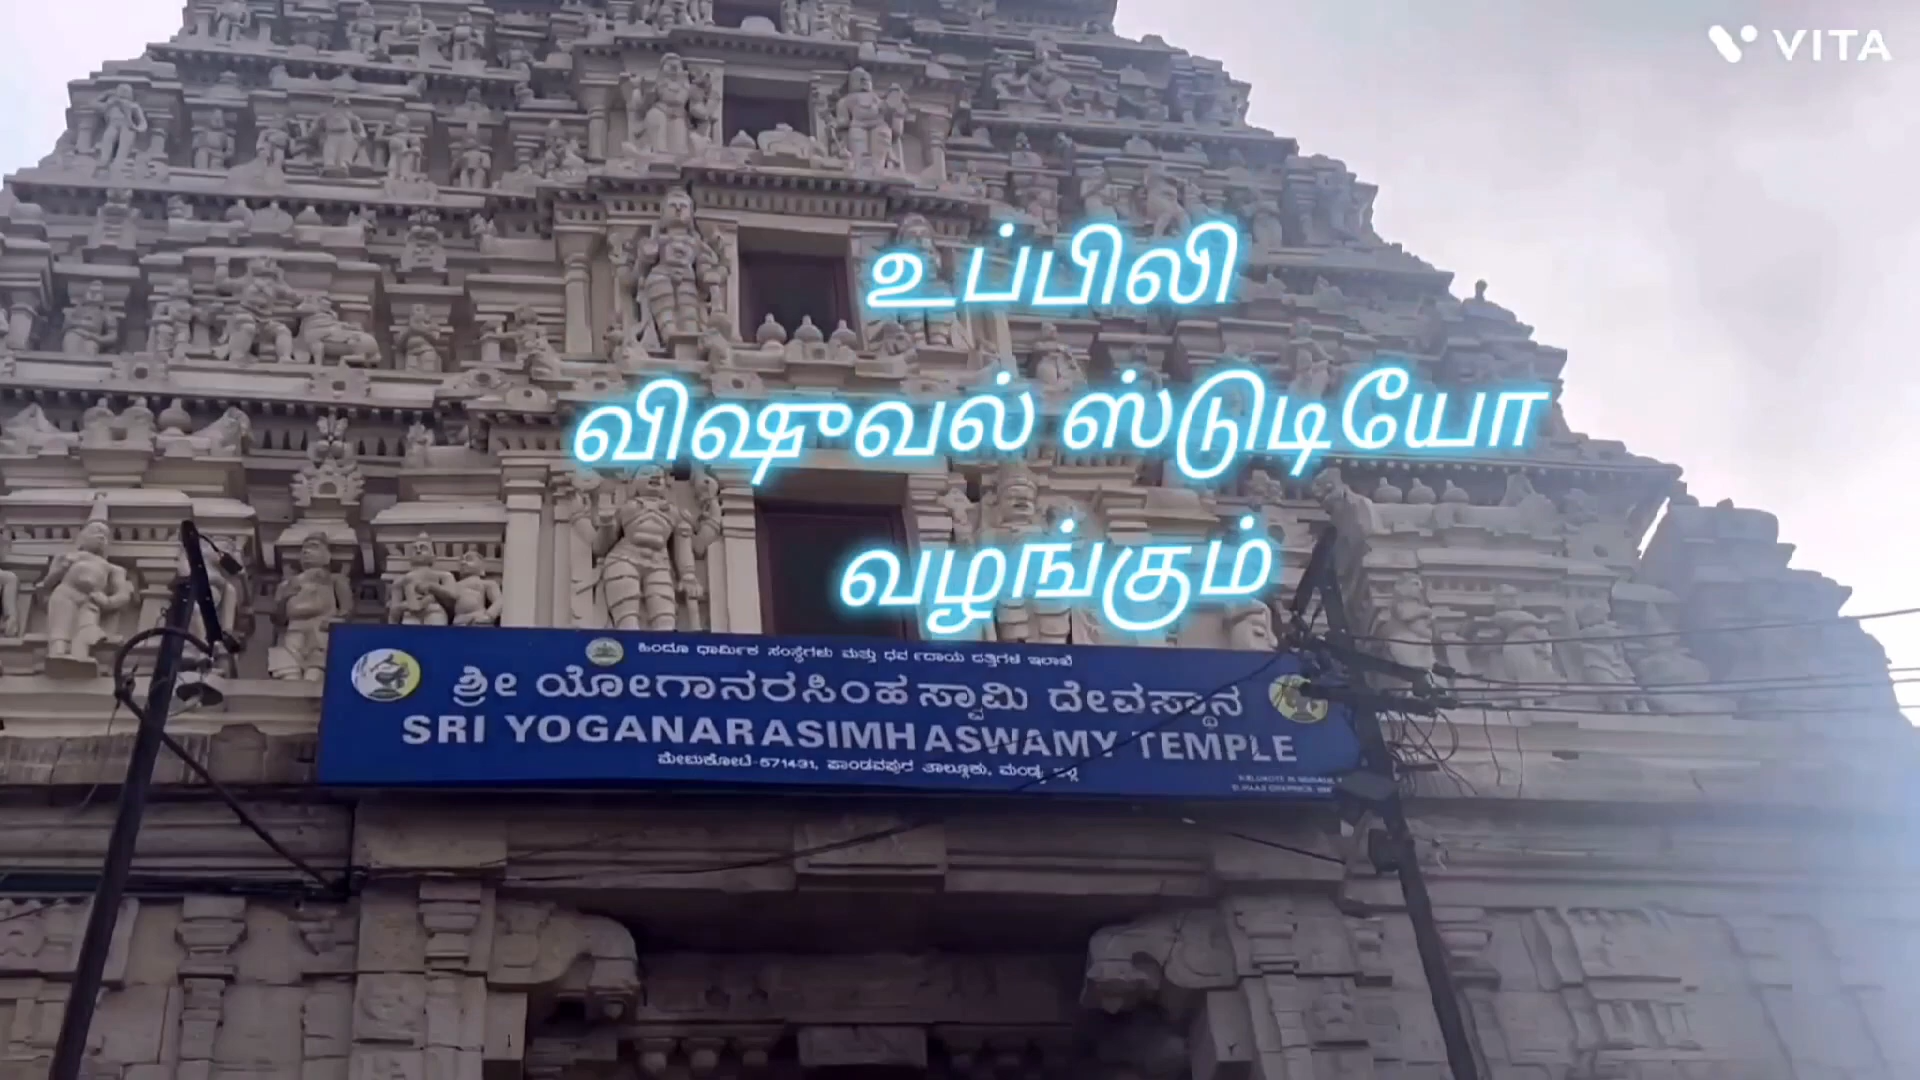 VITA
உப்பிலி
விஷுவல் ஸ்டுடியோ
வழங்கும்
ಹಿಂದೂ ಧಾರ್ಮಿಕ ಸಂಸ್ಥೆಗಳು ಮತ್ತು ಧರ್ಮಾದಾಯ ದತ್ತಿಗಳ ಇಲಾಖೆ
ಶ್ರೀ ಯೋಗಾನರಸಿಂಹಸ್ವಾಮಿ ದೇವಸ್ಥಾನ
SRI YOGANARASIMHASWAMY TEMPLE
ಮೇಲುಕೋಟೆ-571431, ಪಾಂಡವಪುರ ತಾಲ್ಲೂಕು, ಮಂಡ್ಯ ಜಿಲ್ಲೆ